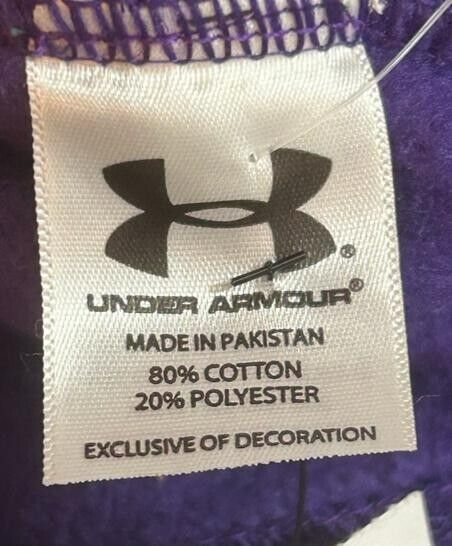 ®
UNDER ARMOUR®
MADE IN PAKISTAN
80% COTTON
20% POLYESTER
EXCLUSIVE OF DECORATION